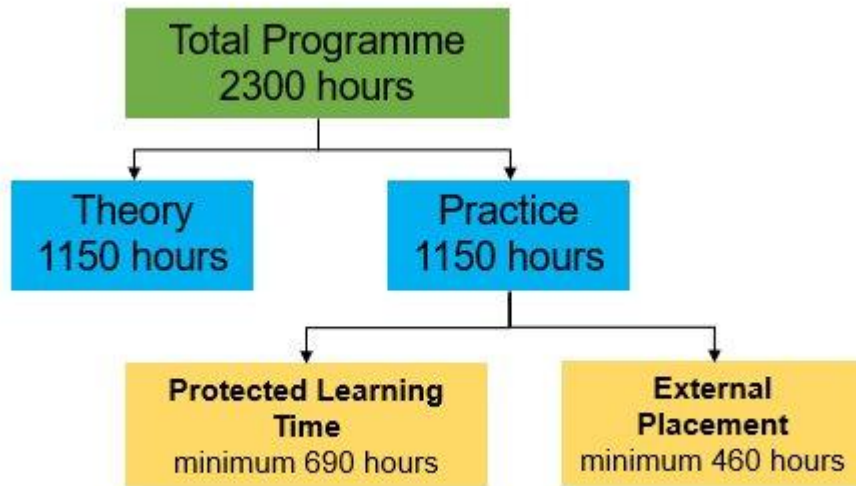 Total Programme
2300 hours
Theory
1150 hours
Practice
1150 hours
Protected Learning
Time
minimum 690 hours
External
Placement
minimum 460 hours